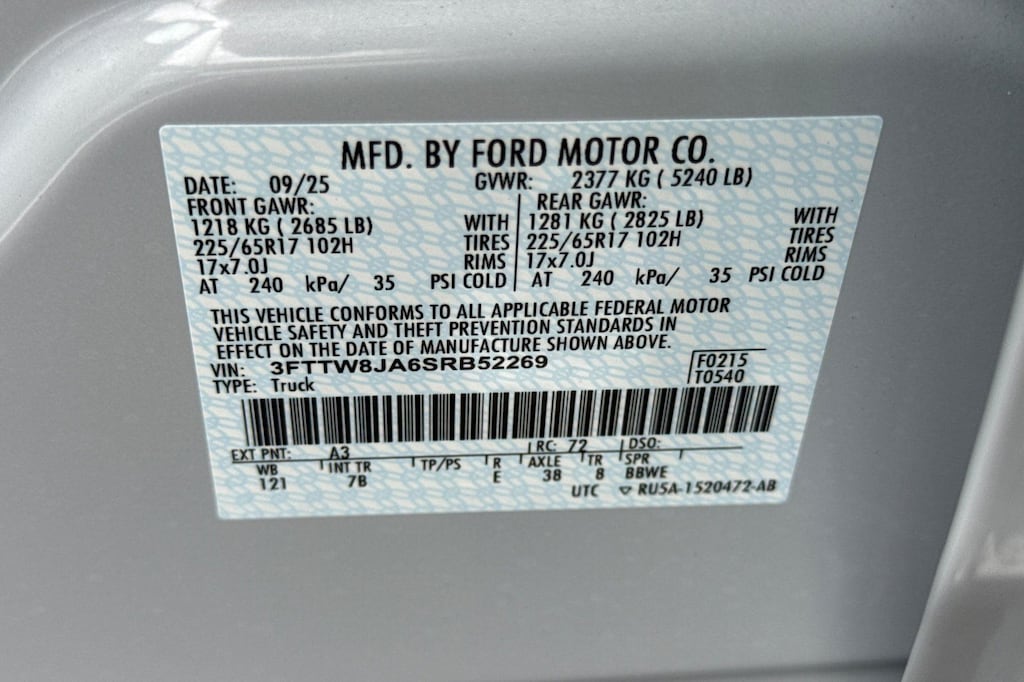 MFD. BY FORD MOTOR CO.
DATE: 09/25 GVWR: 2377 KG ( 5240 LB)
FRONT GAWR: REAR GAWR:
1218 KG ( 2685 LB) WITH 1281 KG ( 2825 LB) WITH
225/65R17 102H TIRES 225/65R17 102H TIRES
17x7.0J RIMS 17x7.0J RIMS
AT 240 kPa/ 35 PSI COLD AT 240 kPa/ 35 PSI COLD
THIS VEHICLE CONFORMS TO ALL APPLICABLE FEDERAL MOTOR
VEHICLE SAFETY AND THEFT PREVENTION STANDARDS IN
EFFECT ON THE DATE OF MANUFACTURE SHOWN ABOVE.
VIN: 3FTTW8JA6SRB52269 F0215
TYPE: Truck T0540
EXT PNT: A3 RC: 72 DSO:
WB INT TR TP/PS R AXLE TR SPR
121 7B E 38 8 BBWE
UTC ▽ RU5A-1520472-AB